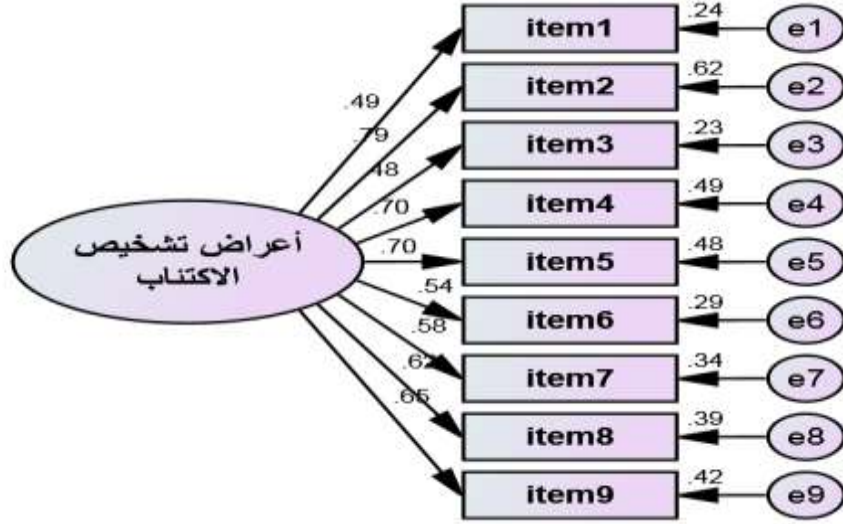 .24
item1
e1
.62
item2
e2
.49
.23
item3
e3
.79
.49
item4
e4
.48
.70
أعراض تشخيص
الاكتئاب
.70
.48
item5
e5
.54
.29
item6
e6
.58
.34
item7
e7
.62
.39
item8
e8
.65
.42
item9
e9